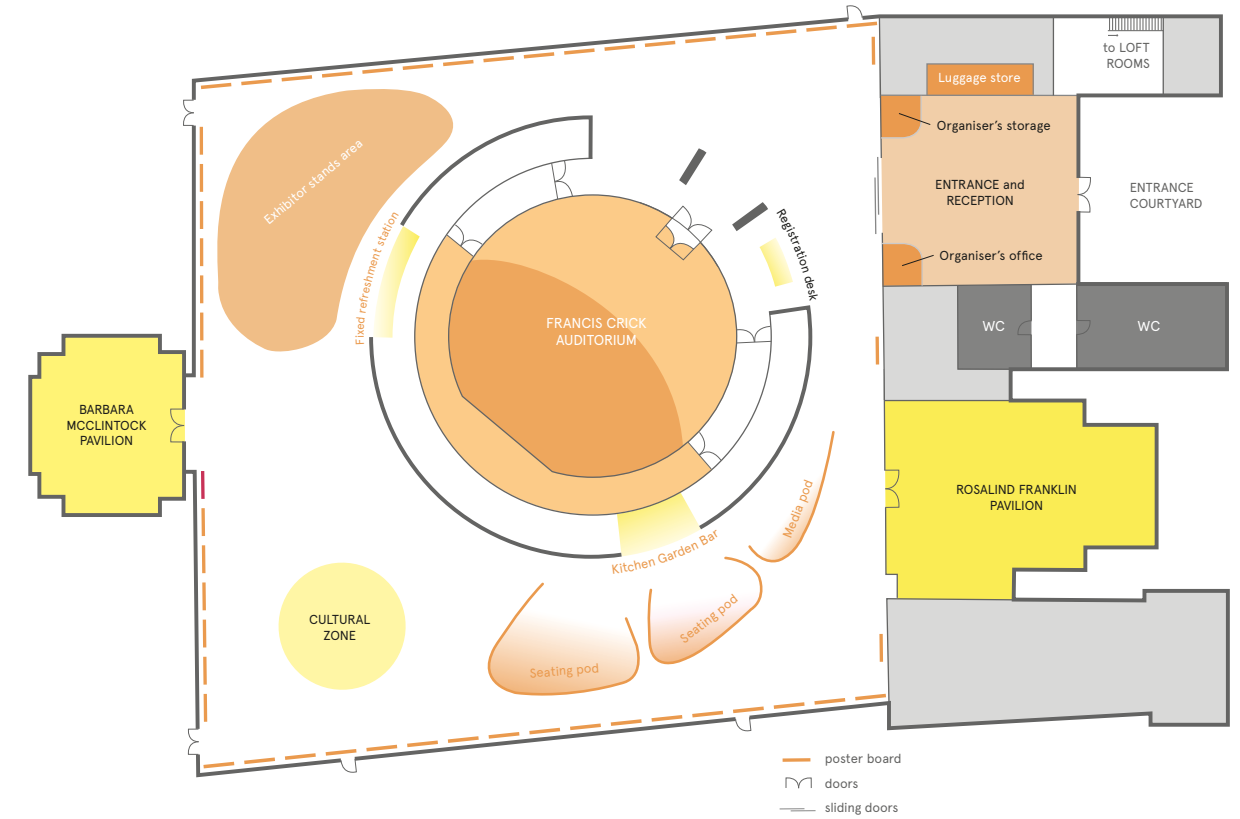 to LOFT
ROOMS
Luggage store
Organiser's storage
Exhibitor stands area
ENTRANCE and
RECEPTION
ENTRANCE
COURTYARD
Fixed refreshment station
Registration desk
Organiser's office
FRANCIS CRICK
AUDITORIUM
WC
WC
BARBARA
MCCLINTOCK
PAVILION
ROSALIND FRANKLIN
PAVILION
Media pod
Kitchen Garden Bar
CULTURAL
ZONE
Seating pod
Seating pod
poster board
doors
sliding doors